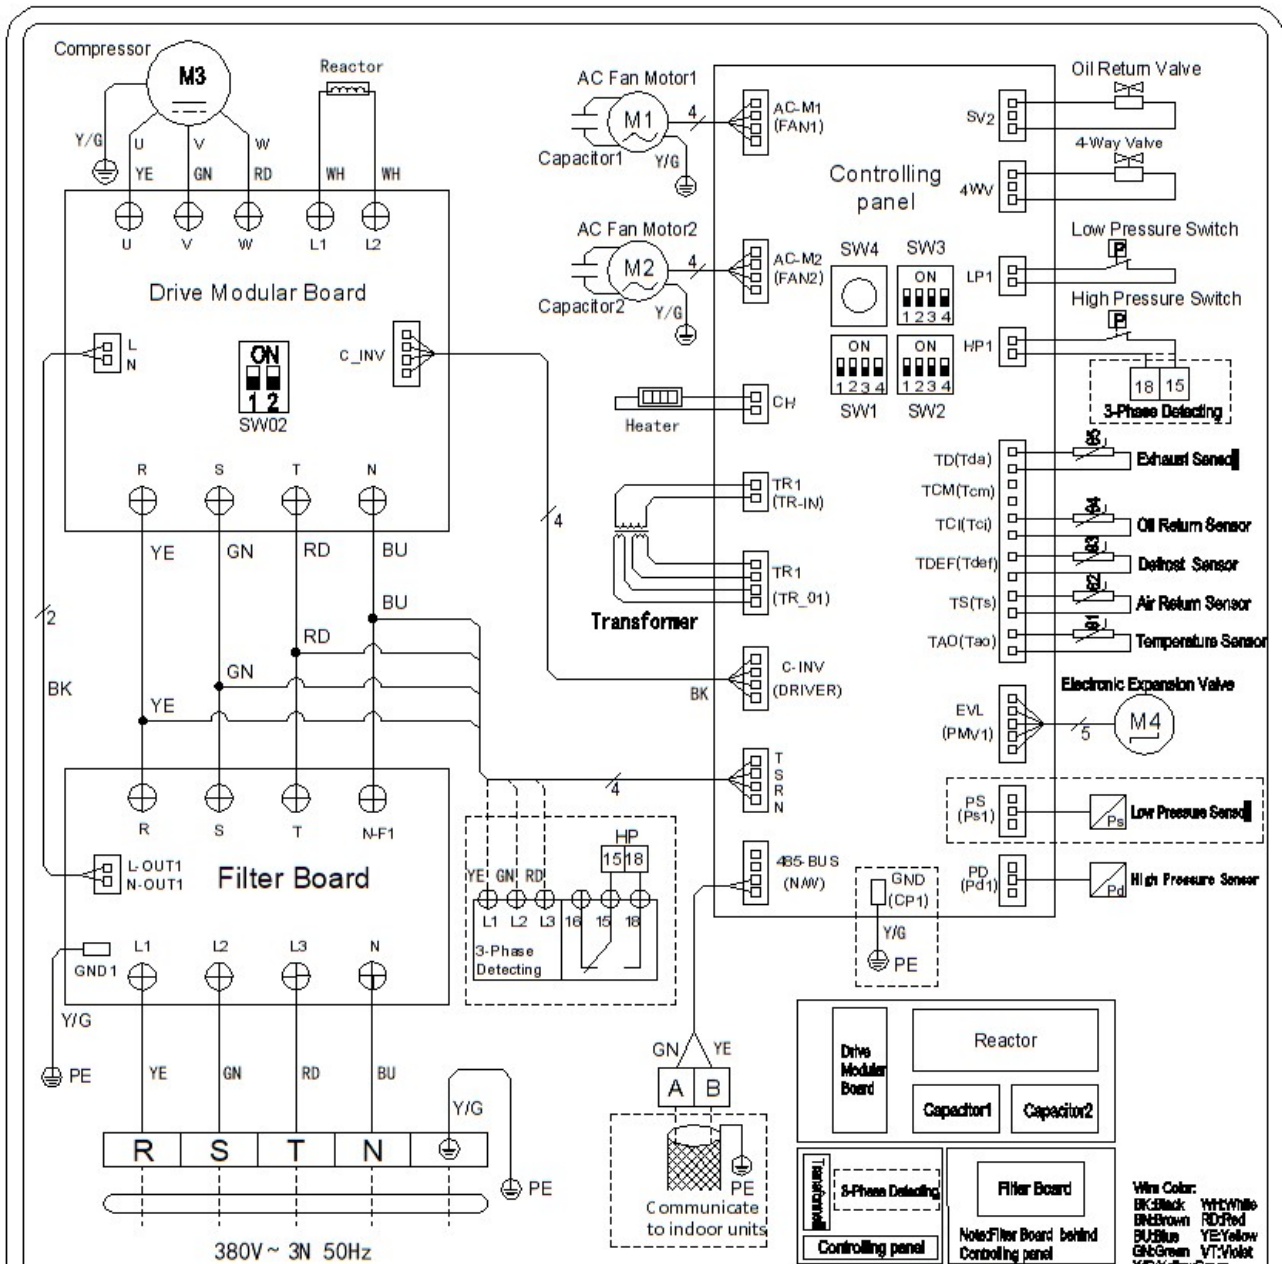 Compressor
M3
Reactor
Y/G
U V W
YE GN RD WH WH
U V W L1 L2
Drive Modular Board
L
N
ON
1 2
SW02
C_INV
R S T N
YE GN RD BU
BU
RD
GN
YE
2
BK
4
R S T N-F1
L-OUT1
N-OUT1
Filter Board
GND1
L1 L2 L3 N
Y/G
PE
YE GN RD BU
Y/G
R S T N
PE
380V~ 3N 50Hz
AC Fan Motor1
M1
4
Capacitor1
Y/G
AC-M1
(FAN1)
AC Fan Motor2
M2
4
Capacitor2
Y/G
AC-M2
(FAN2)
Controlling
panel
SW4 SW3
ON
1 2 3 4
ON
1 2 3 4
ON
1 2 3 4
SW1 SW2
Heater
CH
TR1
(TR-IN)
TR1
(TR_01)
Transformer
C-INV
(DRIVER)
BK
T
S
R
N
4
HP
15 18
YE GN RD
L1 L2 L3 16 15 18
3-Phase
Detecting
485-BUS
(N/W)
GND
(CP1)
Y/G
PE
GN YE
A B
PE
Communicate
to indoor units
Oil Return Valve
SV2
4-Way Valve
4WV
Low Pressure Switch
P
LP1
High Pressure Switch
P
HP1
18 15
3-Phase Detecting
TD(Tda)
Exhaust
TCM(Tcm)
TCI(Tci)
Oil Return Sensor
TDEF(Tdef)
Defrost Sensor
TS(Ts)
Air Return Sensor
TAO(Tao)
Temperature Sensor
Electronic Expansion Valve
EVL
(PMV1)
5
M4
PS
(Ps1)
Ps
Low Pressure
PD
(Pd1)
Pd
High Pressure Sensor
Drive
Modular
Board
Reactor
Capacitor1 Capacitor2
3-Phase Detecting
Controlling panel
Filter Board
Note:Filter Board behind
Controlling panel
Wire Color:
BK:Black WH:White
BN:Brown RD:Red
BU:Blue YE:Yellow
GN:Green VT:Violet